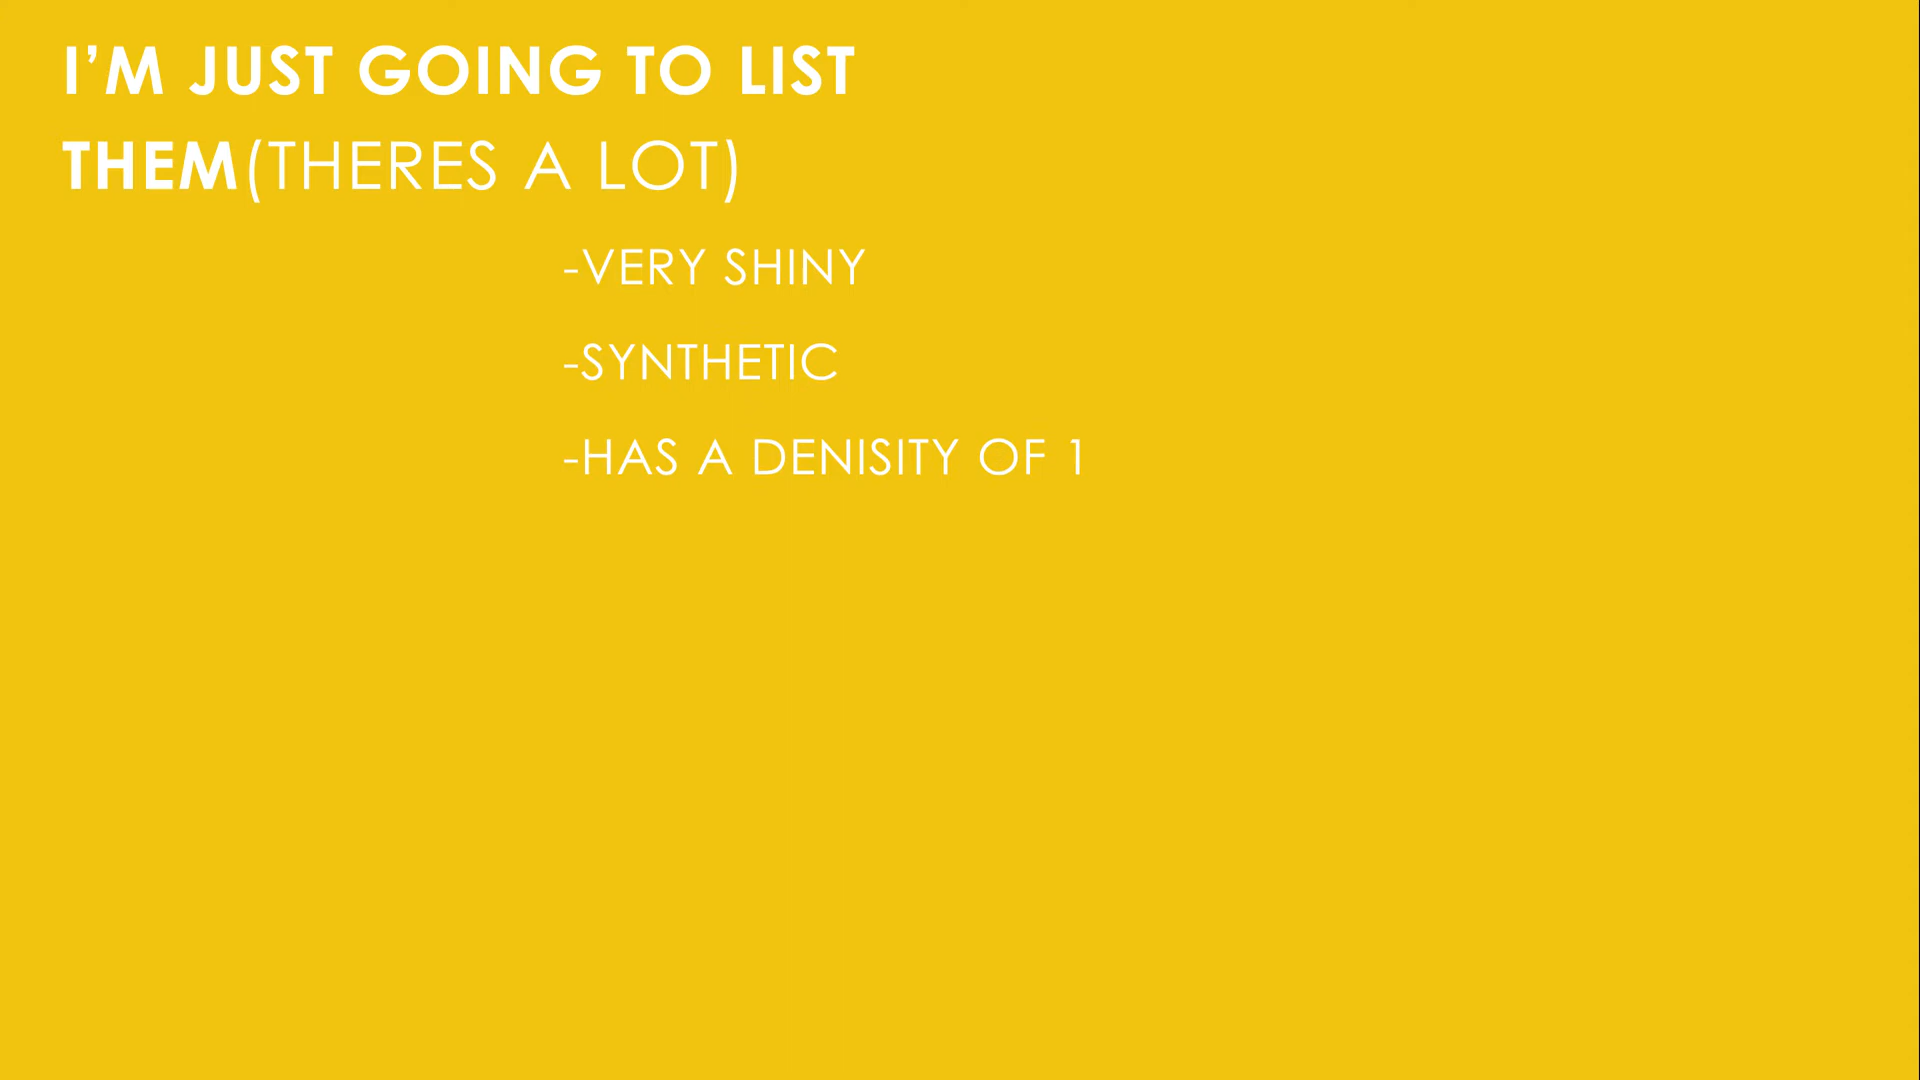 I’M JUST GOING TO LIST
THEM(THERES A LOT)
-VERY SHINY
-SYNTHETIC
-HAS A DENISITY OF 1